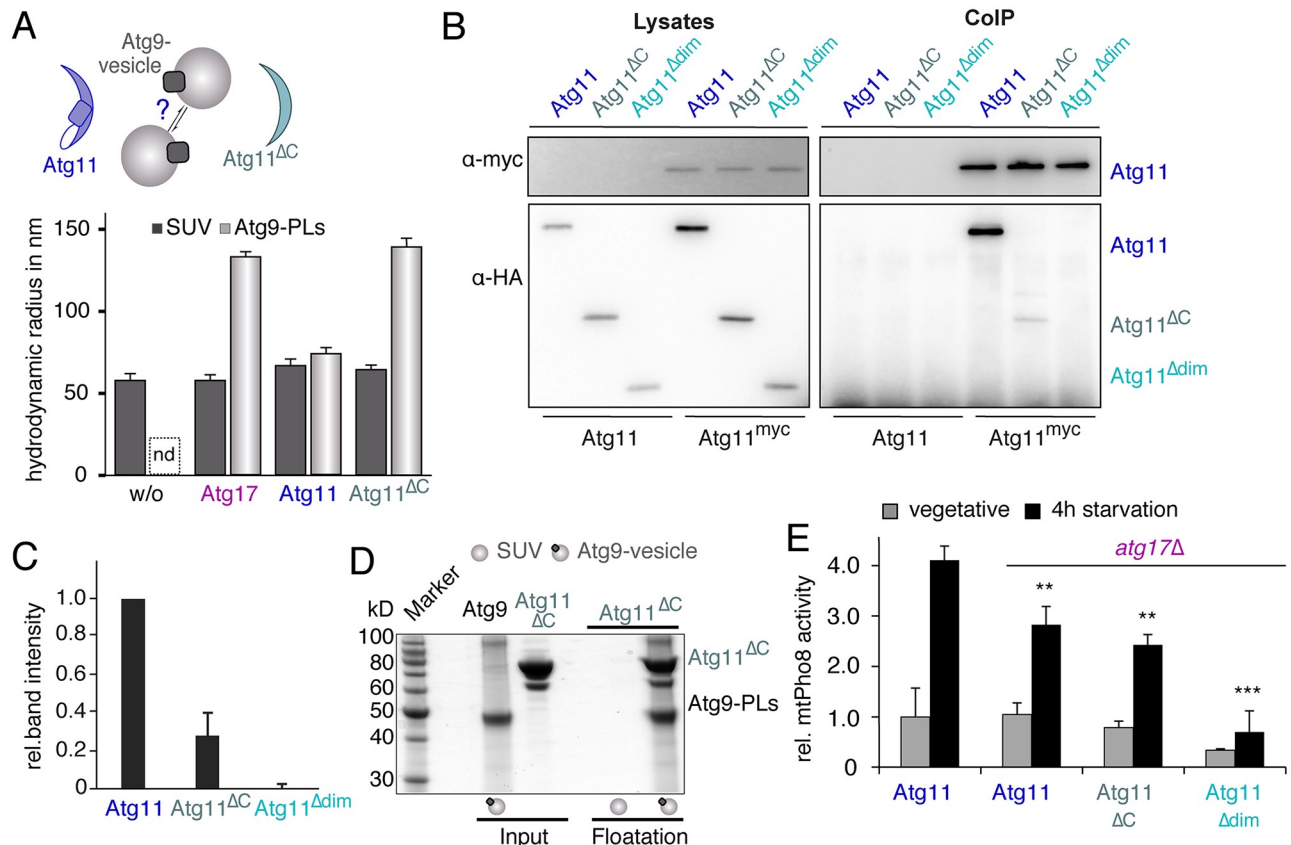 A
Atg9-
vesicle
?
Atg11
Atg11ΔC
SUV Atg9-PLs
hydrodynamic radius in nm
150
100
50
0
nd
w/o Atg17 Atg11 Atg11ΔC
B
Lysates CoIP
Atg11 Atg11ΔC Atg11Δdim Atg11 Atg11ΔC Atg11Δdim Atg11 Atg11ΔC Atg11Δdim Atg11 Atg11ΔC Atg11Δdim
α-myc Atg11
α-HA Atg11
Atg11ΔC
Atg11Δdim
Atg11 Atg11myc Atg11 Atg11myc
C
rel.band intensity
1.0
0.8
0.6
0.4
0.2
0
Atg11 Atg11ΔC Atg11Δdim
D
SUV Atg9-vesicle
kD Marker Atg9 Atg11 ΔC Atg11 ΔC
100
80
60
50
40
30
Atg11ΔC
Atg9-PLs
Input Floatation
E
vegetative 4h starvation
atg17Δ
rel. mtPho8 activity
4.0
3.0
2.0
1.0
0
** ** ***
Atg11 Atg11 Atg11 Atg11
ΔC Δdim